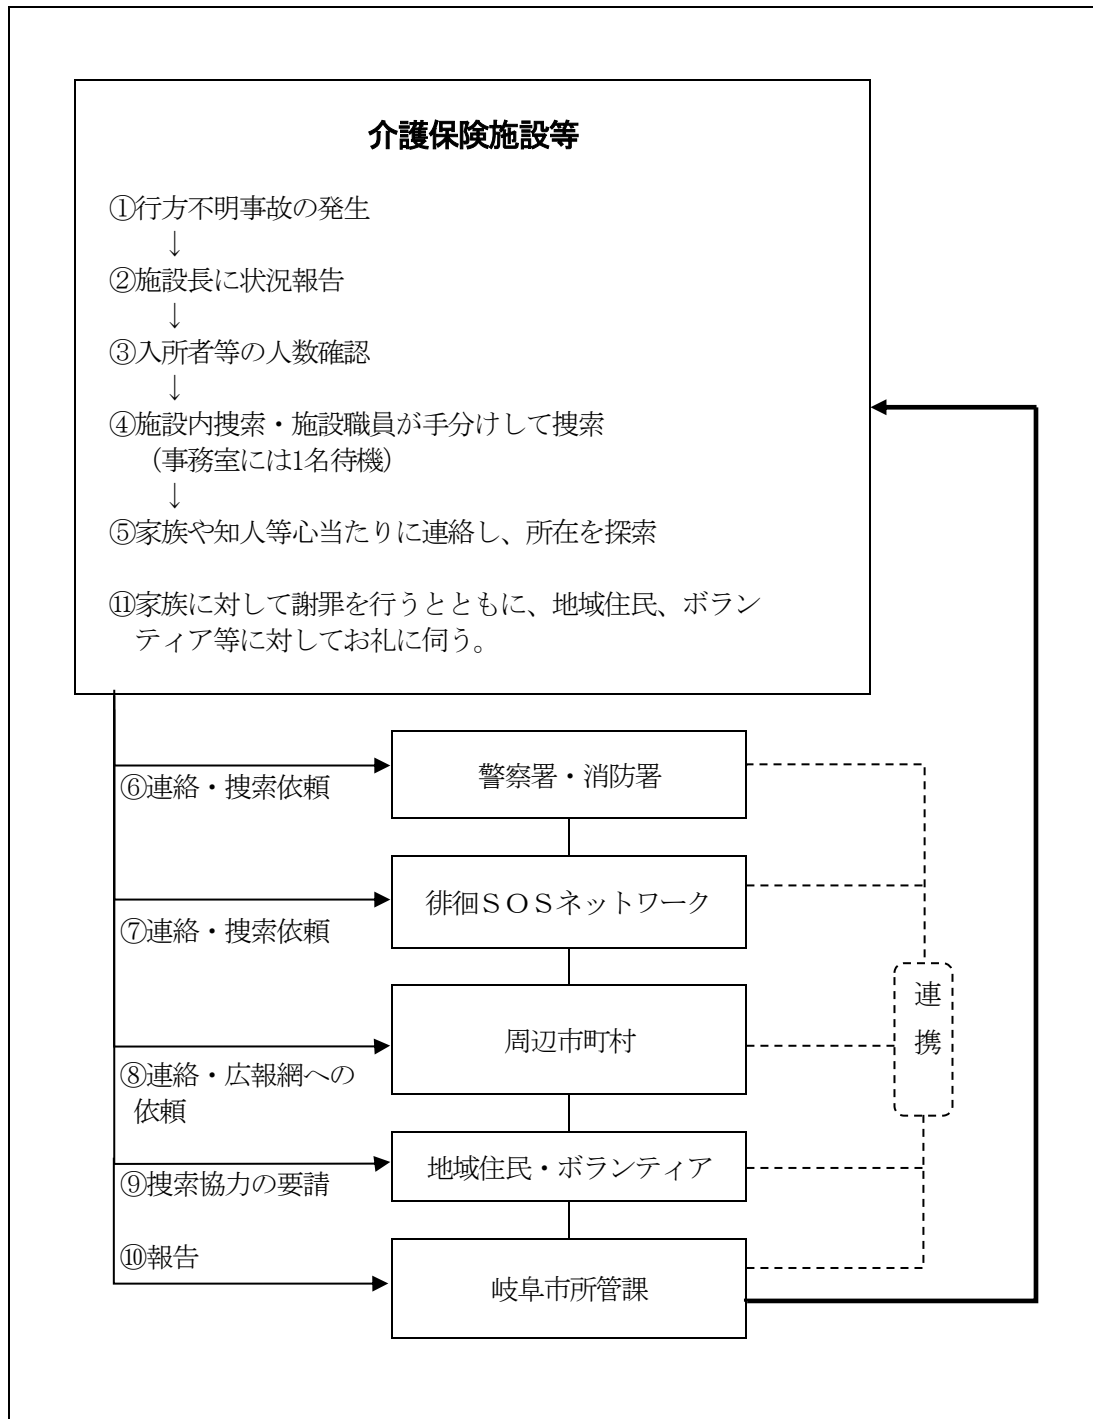 介護保険施設等
①行方不明事故の発生
↓
②施設長に状況報告
↓
③入所者等の人数確認
↓
④施設内捜索・施設職員が手分けして捜索
（事務室には1名待機）
↓
⑤家族や知人等心当たりに連絡し、所在を探索
⑪家族に対して謝罪を行うとともに、地域住民、ボラン
ティア等に対してお礼に伺う。
警察署・消防署
⑥連絡・捜索依頼
徘徊ＳＯＳネットワーク
⑦連絡・捜索依頼
連
携
周辺市町村
⑧連絡・広報網への
依頼
地域住民・ボランティア
⑨捜索協力の要請
⑩報告
岐阜市所管課